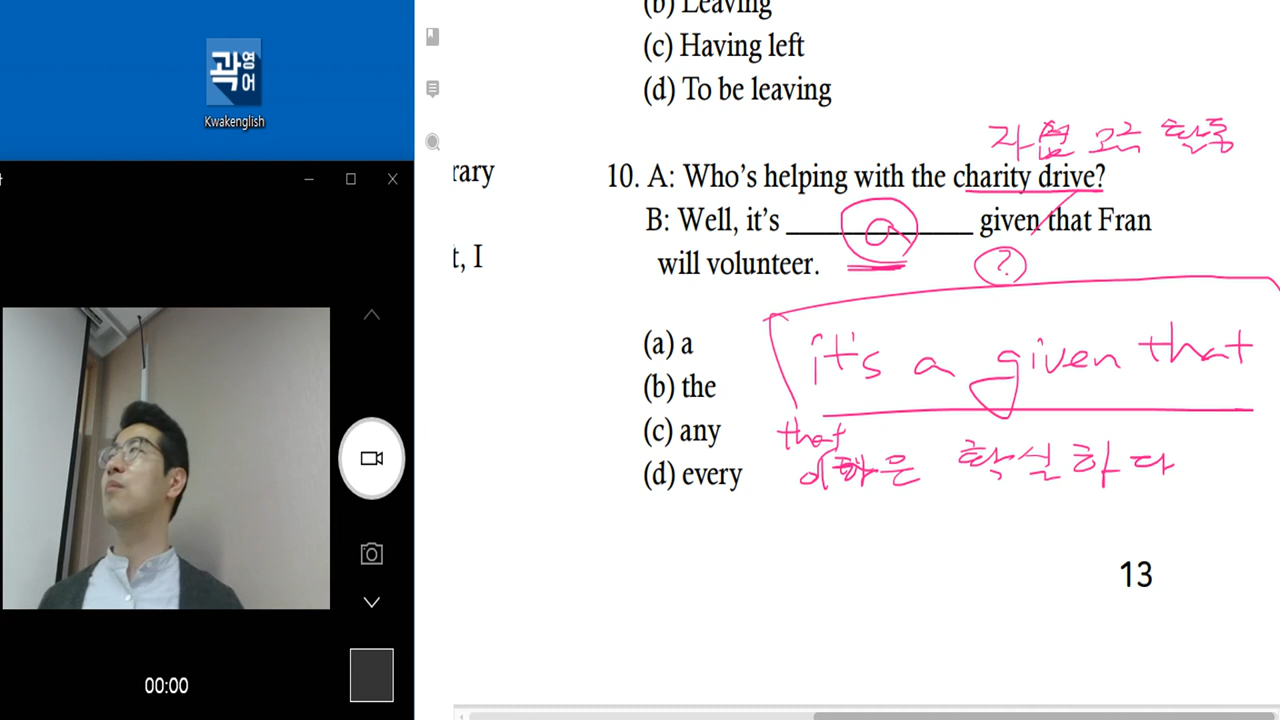 곽영어
Kwakenglish
00:00
rary
t, I
(b) Leaving
(c) Having left
(d) To be leaving
자선 모금 활동
10. A: Who's helping with the charity drive?
B: Well, it's ____________ given that Fran
a
will volunteer.
?
(a) a
(b) the
(c) any
(d) every
it's a given that
that
이하은 확실하다
13